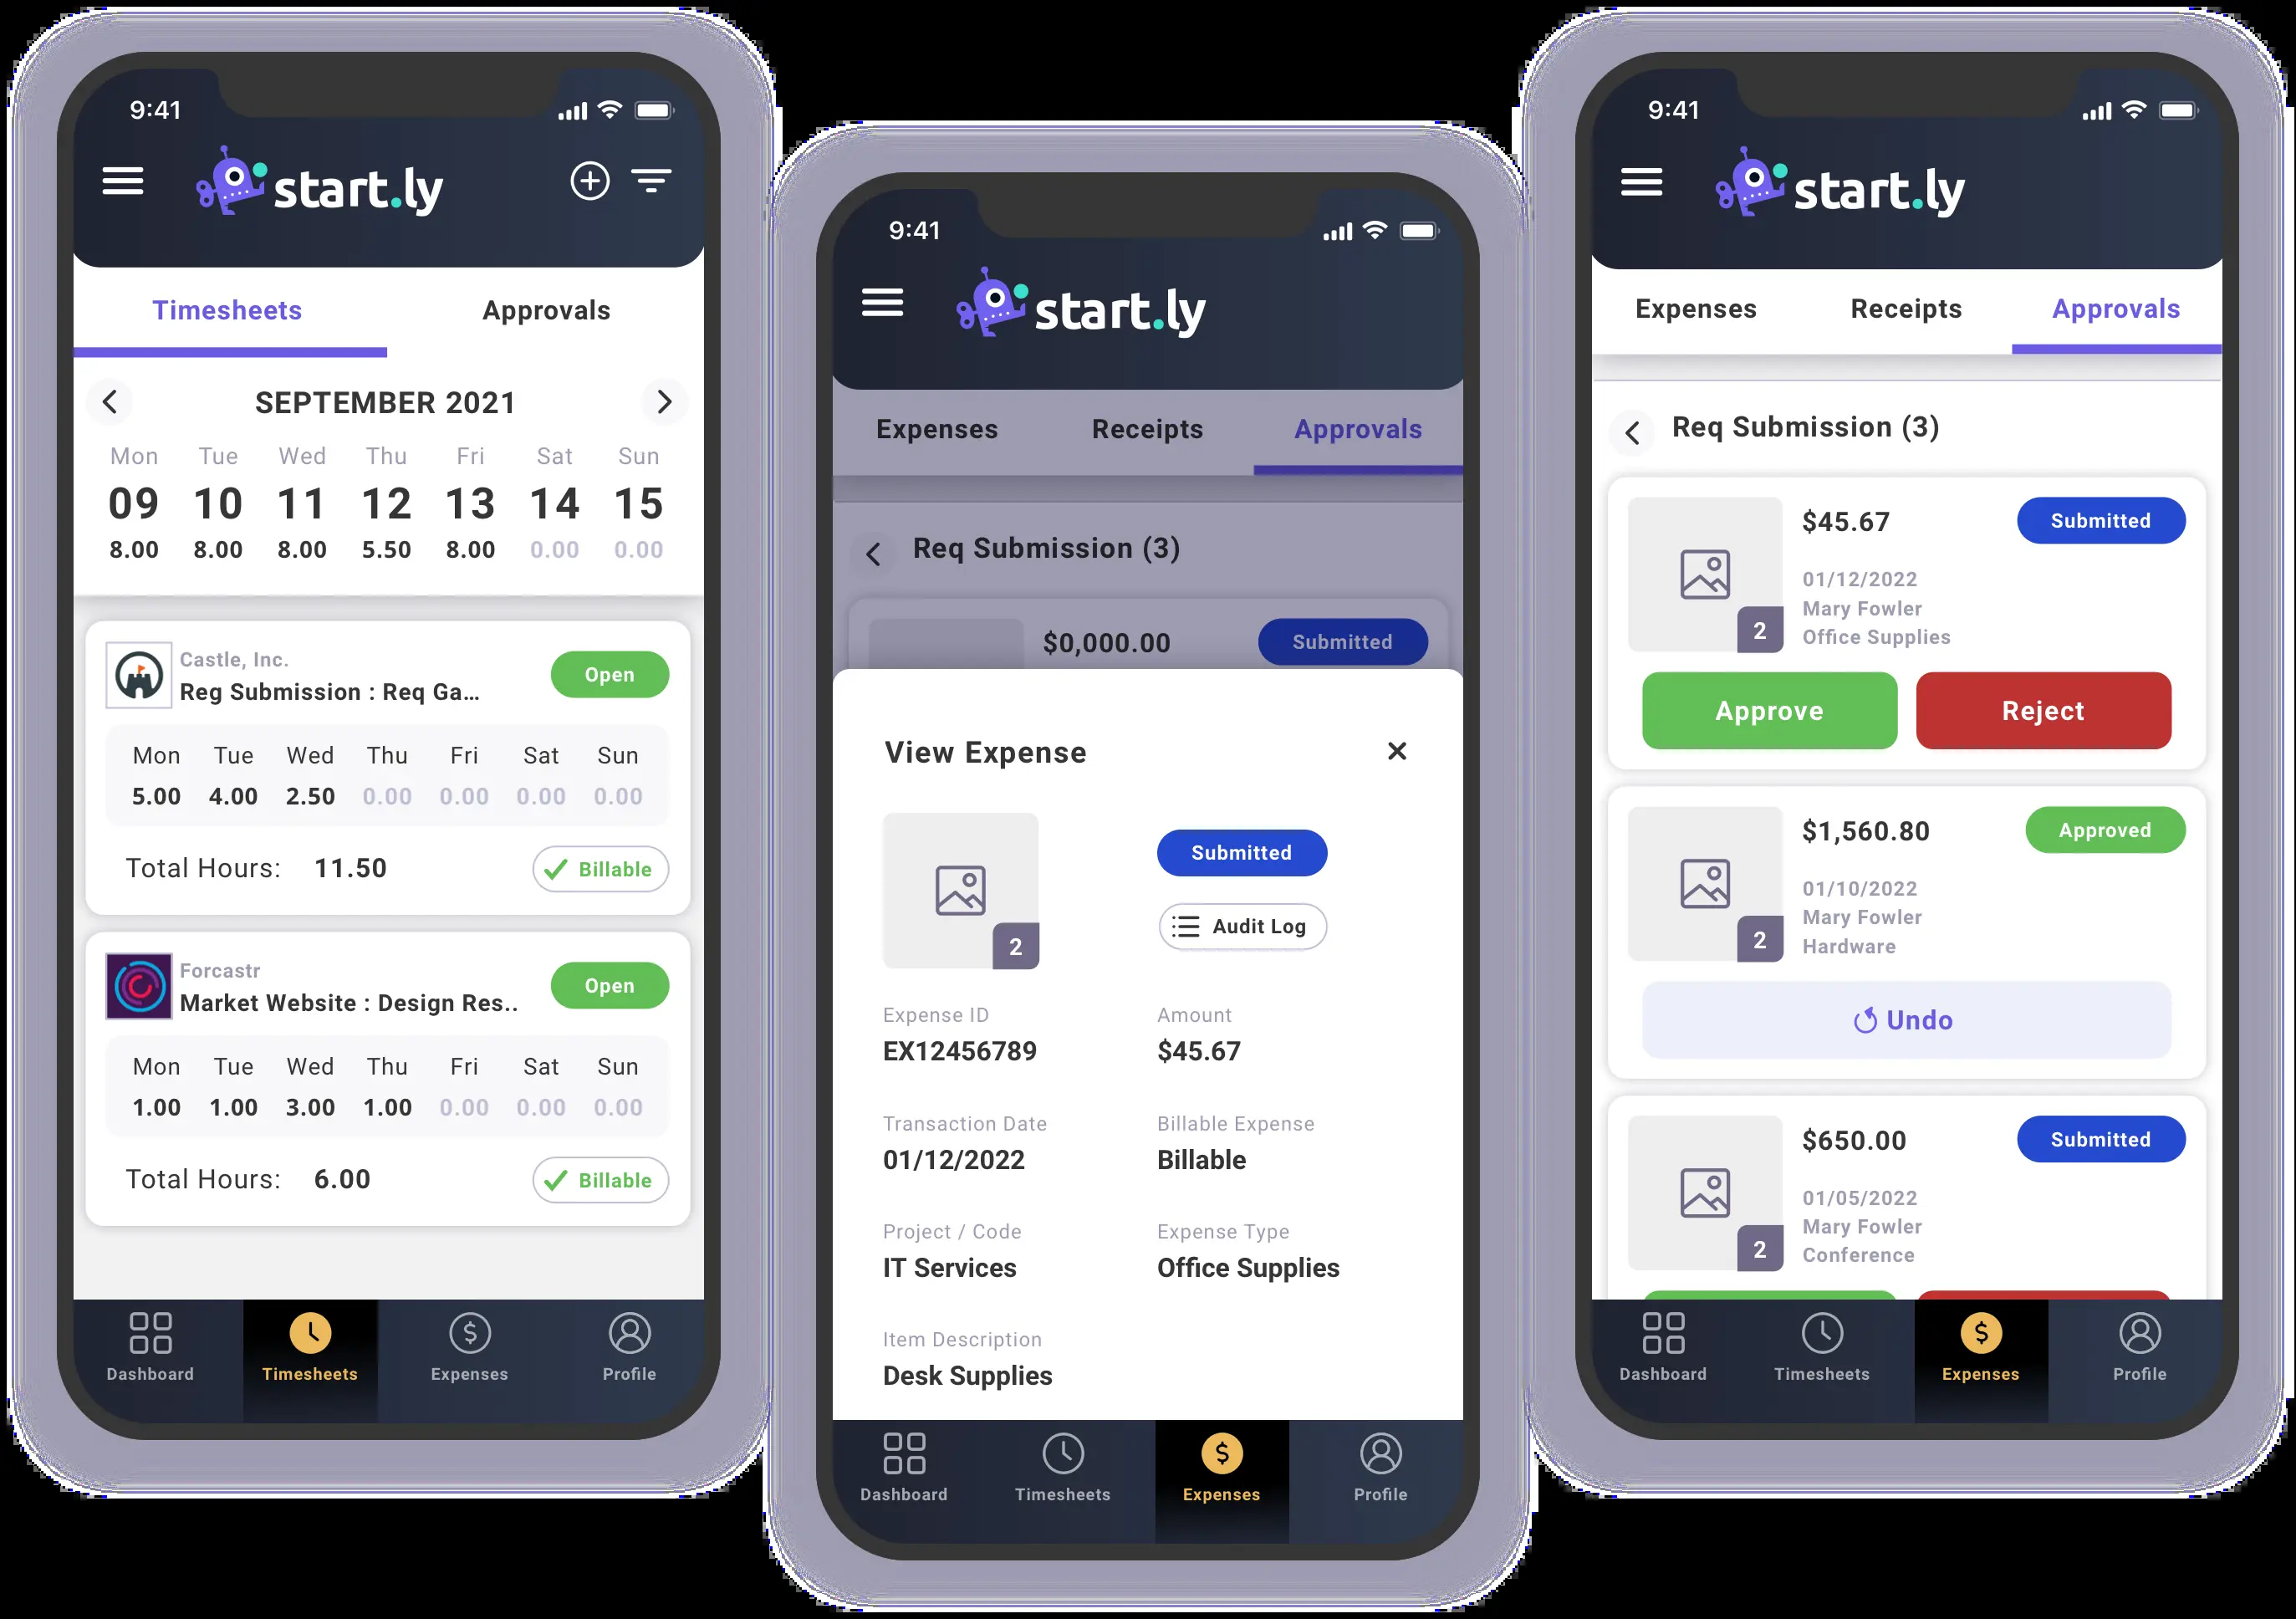 9:41
start.ly
Timesheets Approvals
SEPTEMBER 2021
Mon Tue Wed Thu Fri Sat Sun
09 10 11 12 13 14 15
8.00 8.00 8.00 5.50 8.00 0.00 0.00
Castle, Inc.
Reg Submission : Req Ga...
Open
Mon Tue Wed Thu Fri Sat Sun
5.00 4.00 2.50 0.00 0.00 0.00 0.00
Total Hours: 11.50
Billable
Forcastr
Market Website : Design Res..
Open
Mon Tue Wed Thu Fri Sat Sun
1.00 1.00 3.00 1.00 0.00 0.00 0.00
Total Hours: 6.00
Billable
Dashboard Timesheets Expenses Profile
9:41
start.ly
Expenses Receipts Approvals
Req Submission (3)
$0,000.00 Submitted
View Expense
Submitted
Audit Log
2
Expense ID Amount
EX12456789 $45.67
Transaction Date Billable Expense
01/12/2022 Billable
Project / Code Expense Type
IT Services Office Supplies
Item Description
Desk Supplies
Dashboard Timesheets Expenses Profile
9:41
start.ly
Expenses Receipts Approvals
Req Submission (3)
$45.67 Submitted
01/12/2022
Mary Fowler
2
Office Supplies
Approve Reject
$1,560.80 Approved
01/10/2022
Mary Fowler
2
Hardware
Undo
$650.00 Submitted
01/05/2022
Mary Fowler
2
Conference
Dashboard Timesheets Expenses Profile